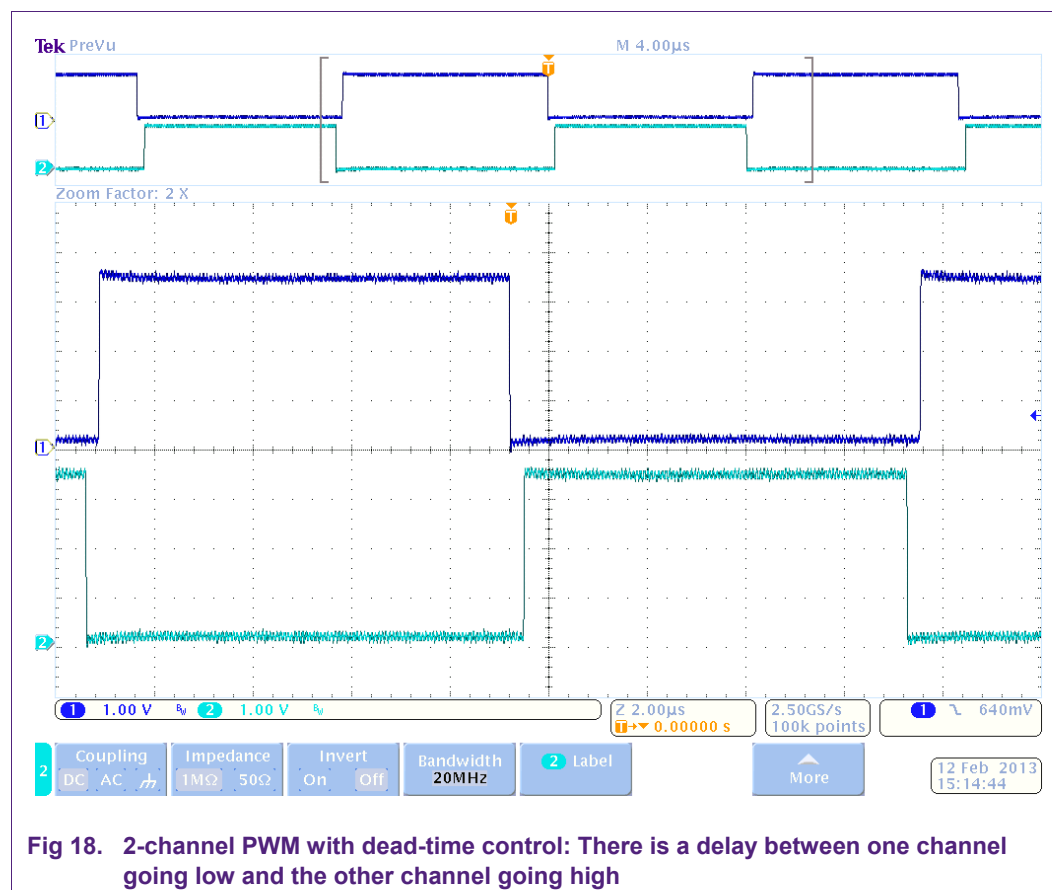 Tek PreVu M 4.00µs
T
1
2
Zoom Factor: 2 X
T
1
2
1 1.00 V BW 2 1.00 V BW
Z 2.00µs
T→▼ 0.00000 s
2.50GS/s
100k points
1 640mV
2
Coupling
DC AC
Impedance
1MΩ 50Ω
Invert
On Off
Bandwidth
20MHz
2 Label
More
12 Feb 2013
15:14:44
Fig 18. 2-channel PWM with dead-time control: There is a delay between one channel
going low and the other channel going high